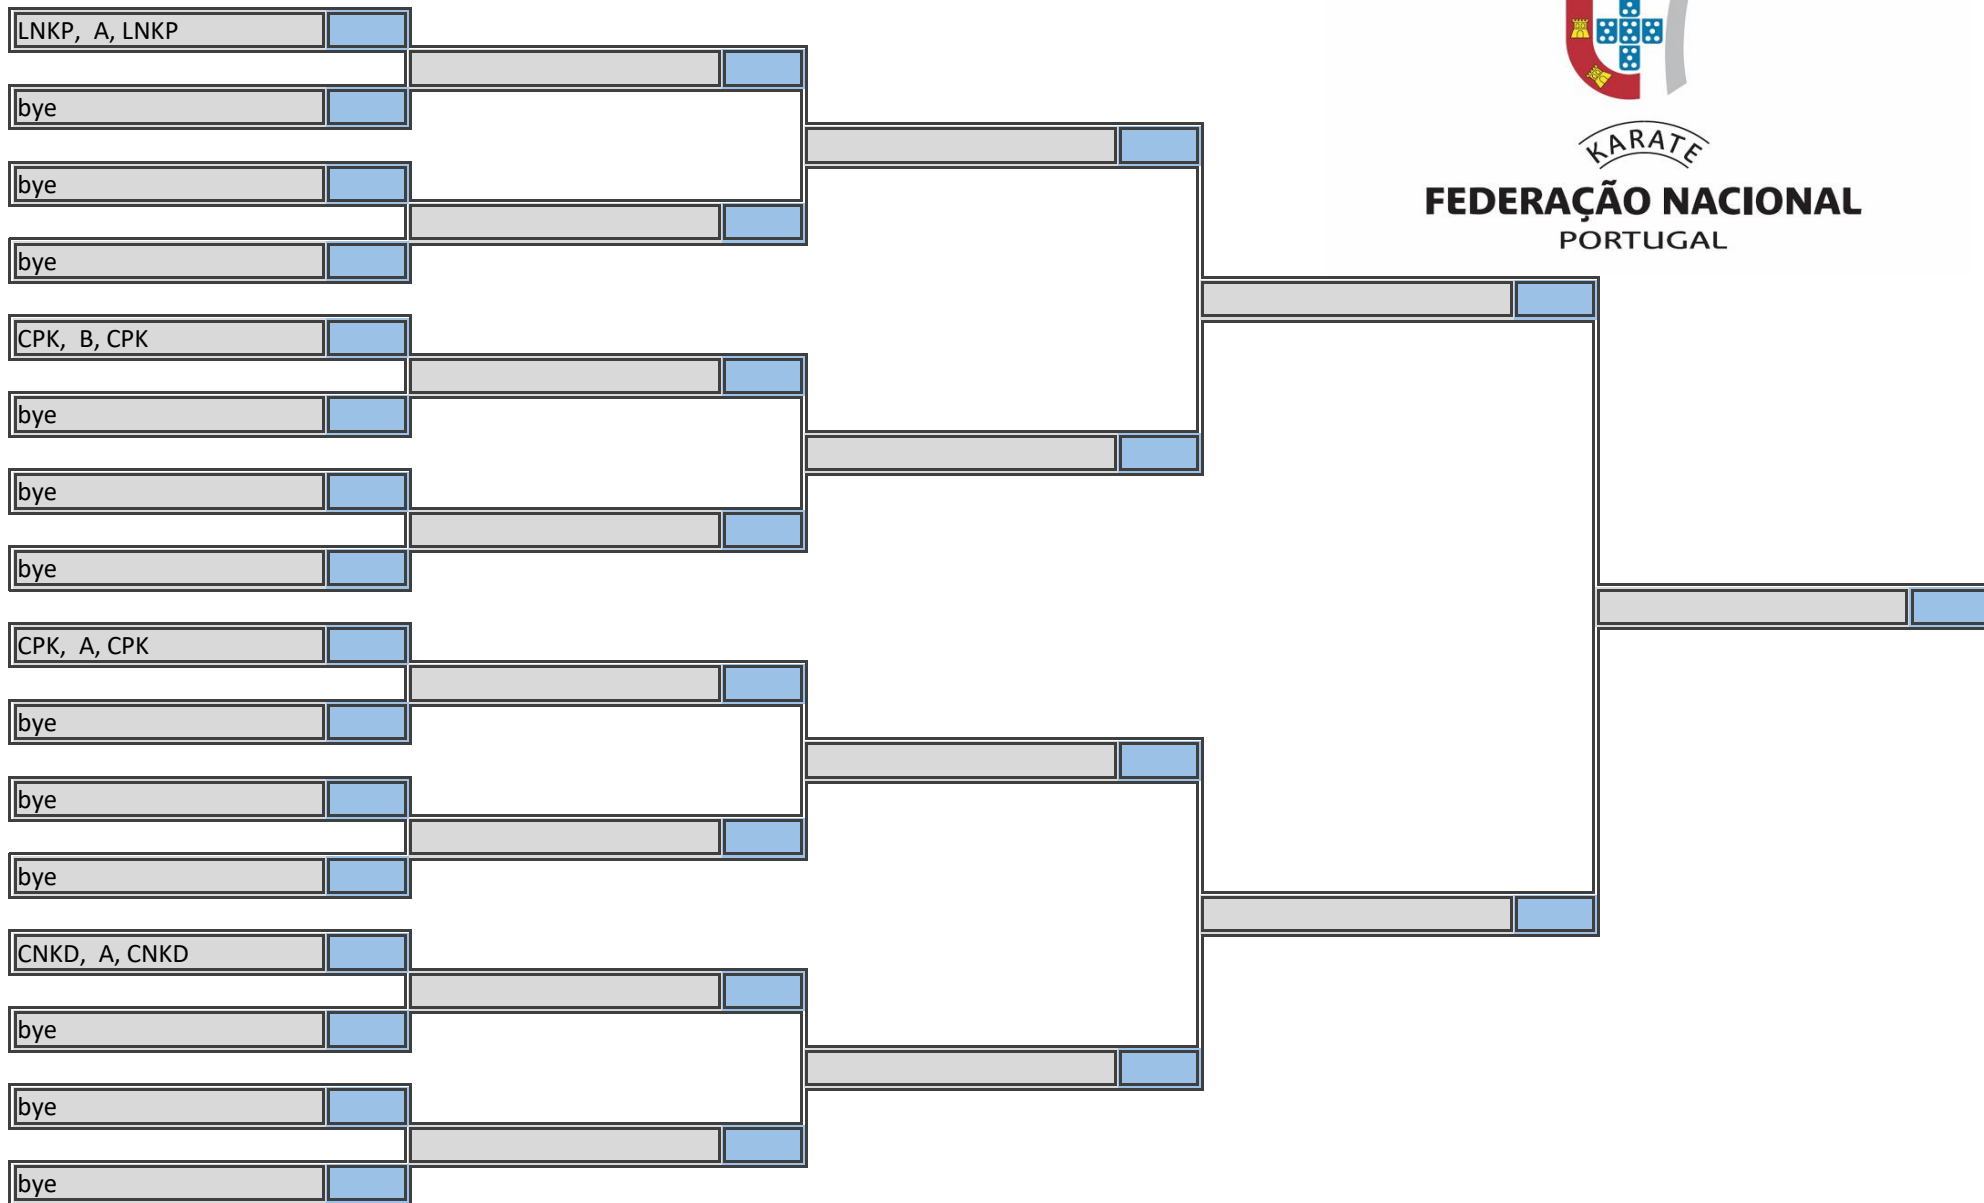 LNKP,  A, LNKP
bye
bye
bye
CPK,  B, CPK
bye
bye
bye
CPK,  A, CPK
bye
bye
bye
CNKD,  A, CNKD
bye
bye
bye
KARATE
FEDERAÇÃO NACIONAL
PORTUGAL